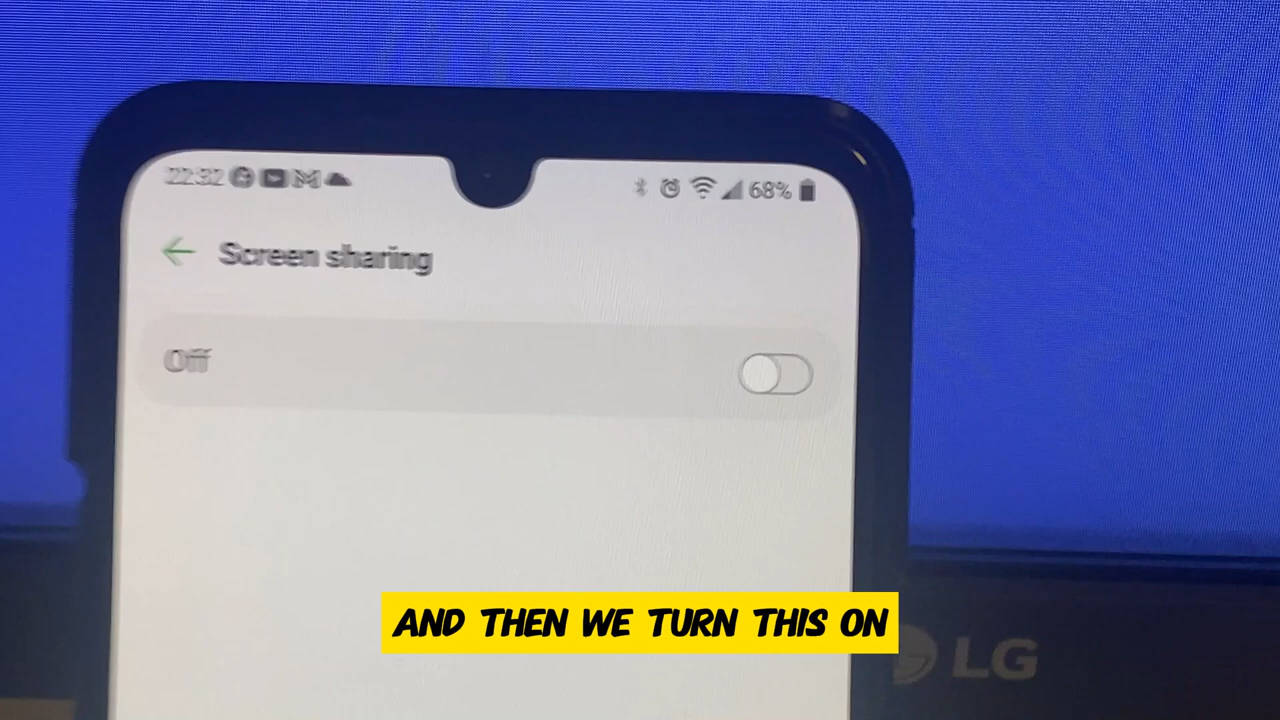 22:32
68%
Screen sharing
Off
AND THEN WE TURN THIS ON
LG